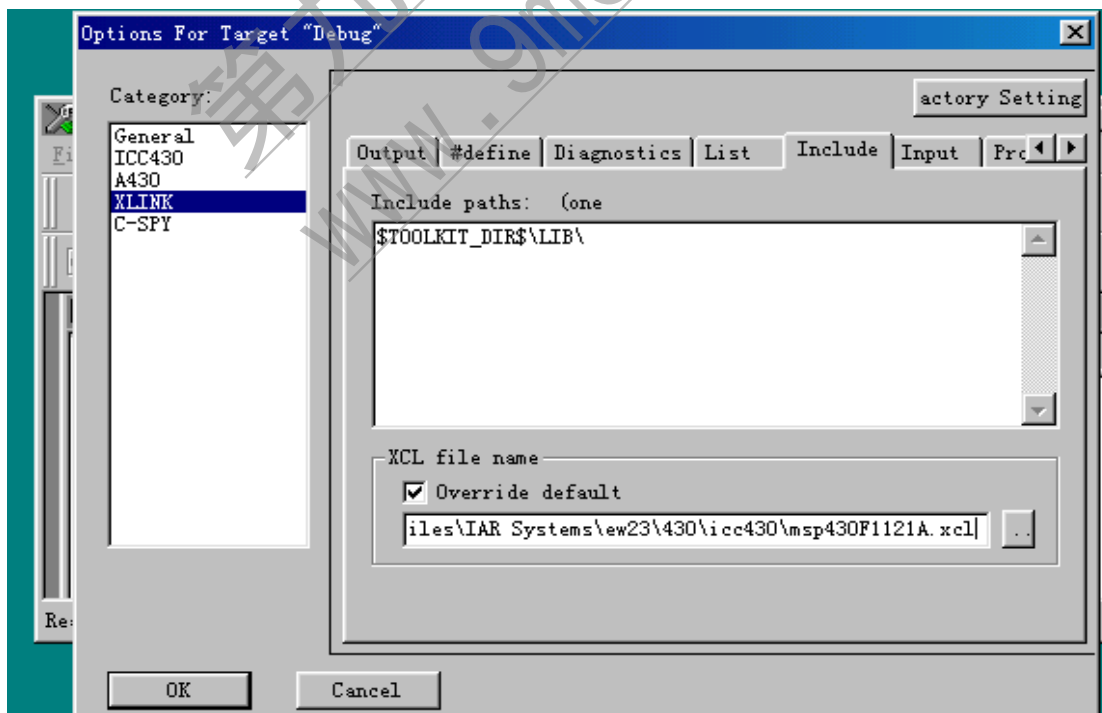 Options For Target "Debug"
Category:
actory Setting
General
ICC430
A430
XLINK
C-SPY
Output #define Diagnostics List Include Input Pro
Include paths: (one
$TOOLKIT_DIR$\LIB\
XCL file name
Override default
iles\IAR Systems\ew23\430\icc430\msp430F1121A.xcl
..
Fi
Re:
OK Cancel